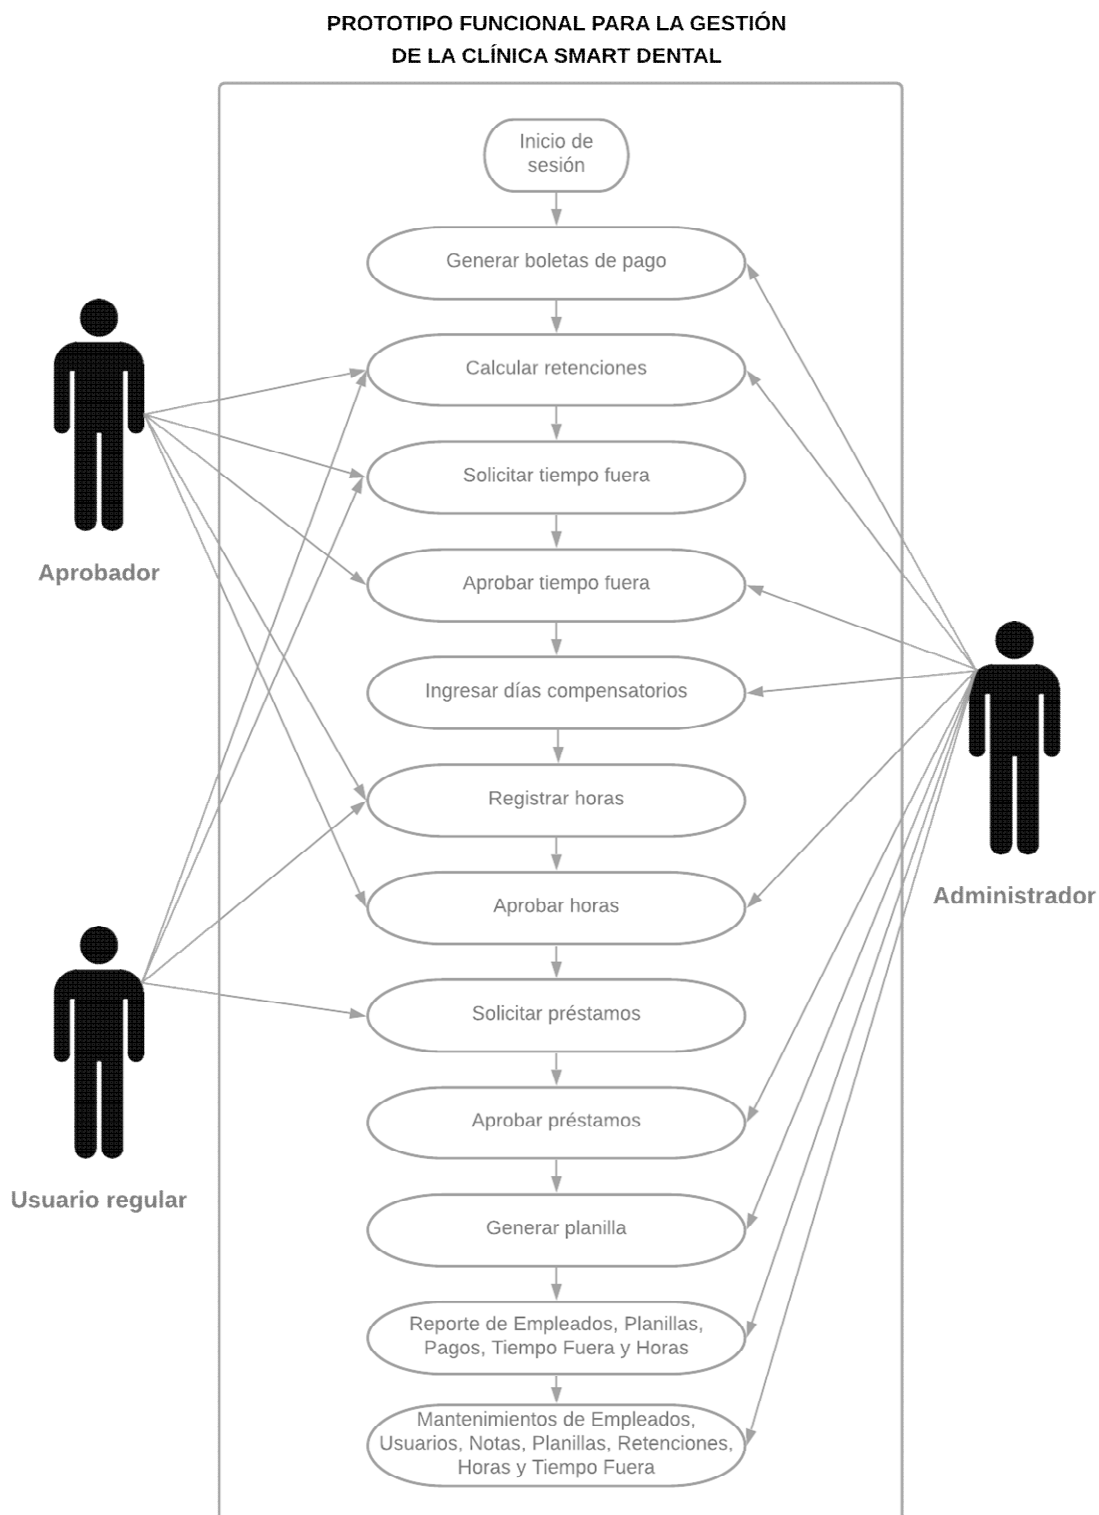 PROTOTIPO FUNCIONAL PARA LA GESTIÓN
DE LA CLÍNICA SMART DENTAL
Inicio de
sesión
Generar boletas de pago
Calcular retenciones
Solicitar tiempo fuera
Aprobar tiempo fuera
Aprobador
Ingresar días compensatorios
Registrar horas
Administrador
Aprobar horas
Solicitar préstamos
Aprobar préstamos
Usuario regular
Generar planilla
Reporte de Empleados, Planillas,
Pagos, Tiempo Fuera y Horas
Mantenimientos de Empleados,
Usuarios, Notas, Planillas, Retenciones,
Horas y Tiempo Fuera